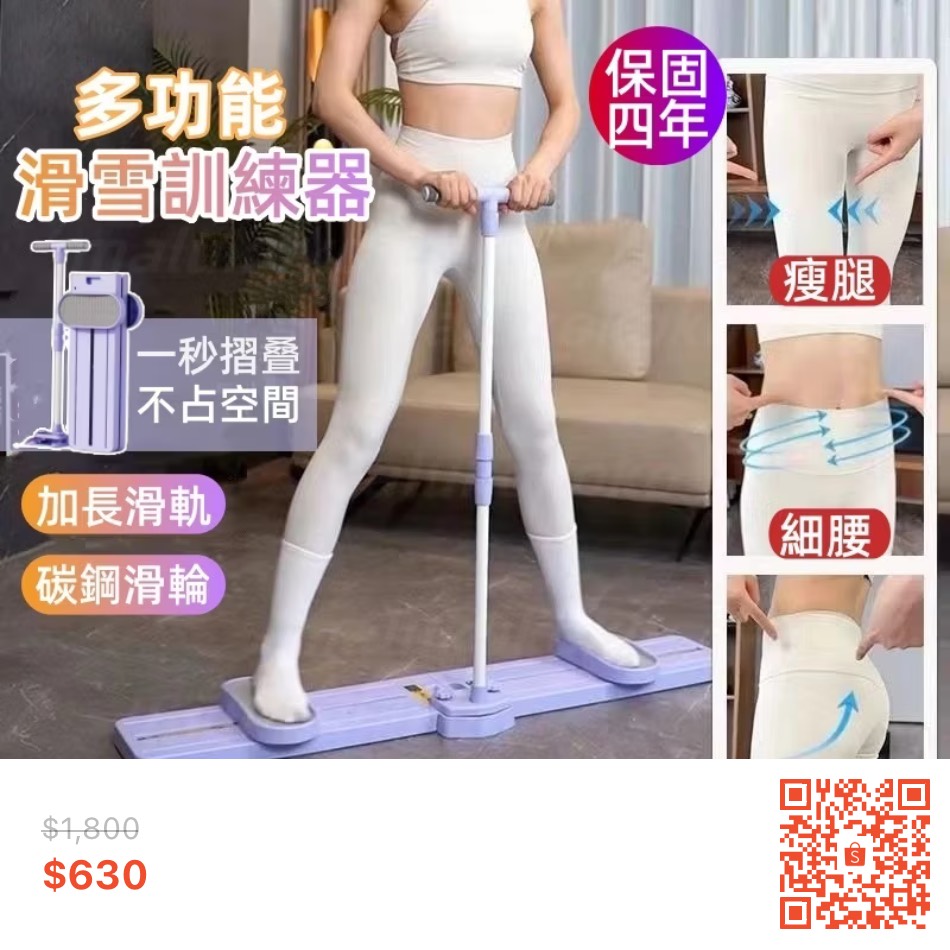 多功能
滑雪訓練器
保固
四年
一秒摺疊
不占空間
加長滑軌
碳鋼滑輪
瘦腿
細腰
$1,800
$630